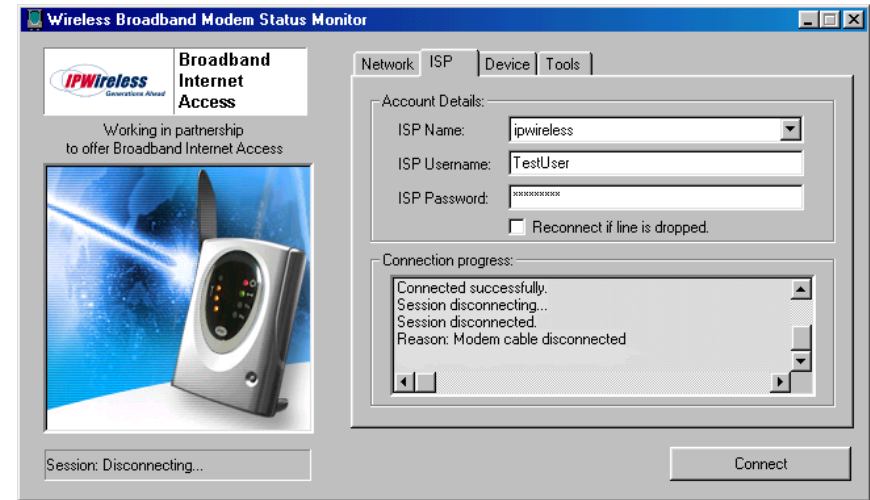 Wireless Broadband Modem Status Monitor
IPWireless
Generations Ahead
Broadband
Internet
Access
Working in partnership
to offer Broadband Internet Access
Session: Disconnecting...
Network ISP Device Tools
Account Details:
ISP Name: ipwireless
ISP Username: TestUser
ISP Password: *********
Reconnect if line is dropped.
Connection progress:
Connected successfully.
Session disconnecting...
Session disconnected.
Reason: Modem cable disconnected
Connect